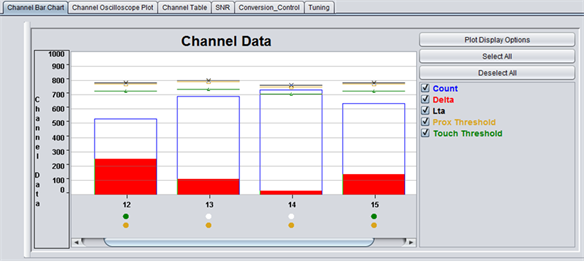 Channel Bar Chart Channel Oscilloscope Plot Channel Table SNR Conversion_Control Tuning
Channel Data
Channel Data
1000
900
800
700
600
500
400
300
200
100
0
12 13 14 15
Plot Display Options
Select All
Deselect All
Count
Delta
Lta
Prox Threshold
Touch Threshold